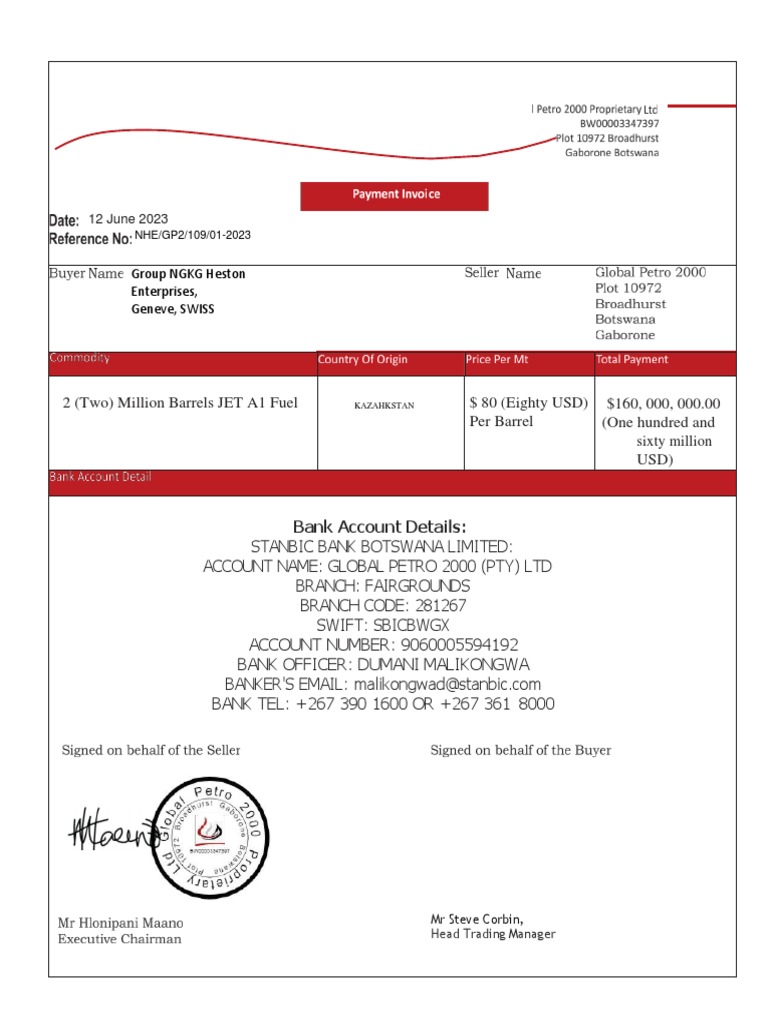 l Petro 2000 Proprietary Ltd
BW00003347397
Plot 10972 Broadhurst
Gaborone Botswana
Payment Invoice
Date: 12 June 2023
Reference No: NHE/GP2/109/01-2023
Buyer Name Group NGKG Heston Enterprises, Geneve, SWISS
Seller Name Global Petro 2000 Plot 10972 Broadhurst Botswana Gaborone
Commodity Country Of Origin Price Per Mt Total Payment
2 (Two) Million Barrels JET A1 Fuel KAZAHKSTAN $ 80 (Eighty USD) Per Barrel $160, 000, 000.00 (One hundred and sixty million USD)
Bank Account Detail
Bank Account Details:
STANBIC BANK BOTSWANA LIMITED:
ACCOUNT NAME: GLOBAL PETRO 2000 (PTY) LTD
BRANCH: FAIRGROUNDS
BRANCH CODE: 281267
SWIFT: SBICBWGX
ACCOUNT NUMBER: 9060005594192
BANK OFFICER: DUMANI MALIKONGWA
BANKER'S EMAIL: malikongwad@stanbic.com
BANK TEL: +267 390 1600 OR +267 361 8000
Signed on behalf of the Seller
Signed on behalf of the Buyer
Global Petro 2000 Proprietary Ltd
Plot 10972 Broadhurst Gaborone Botswana
BW00003347397
Mr Hlonipani Maano
Executive Chairman
Mr Steve Corbin,
Head Trading Manager